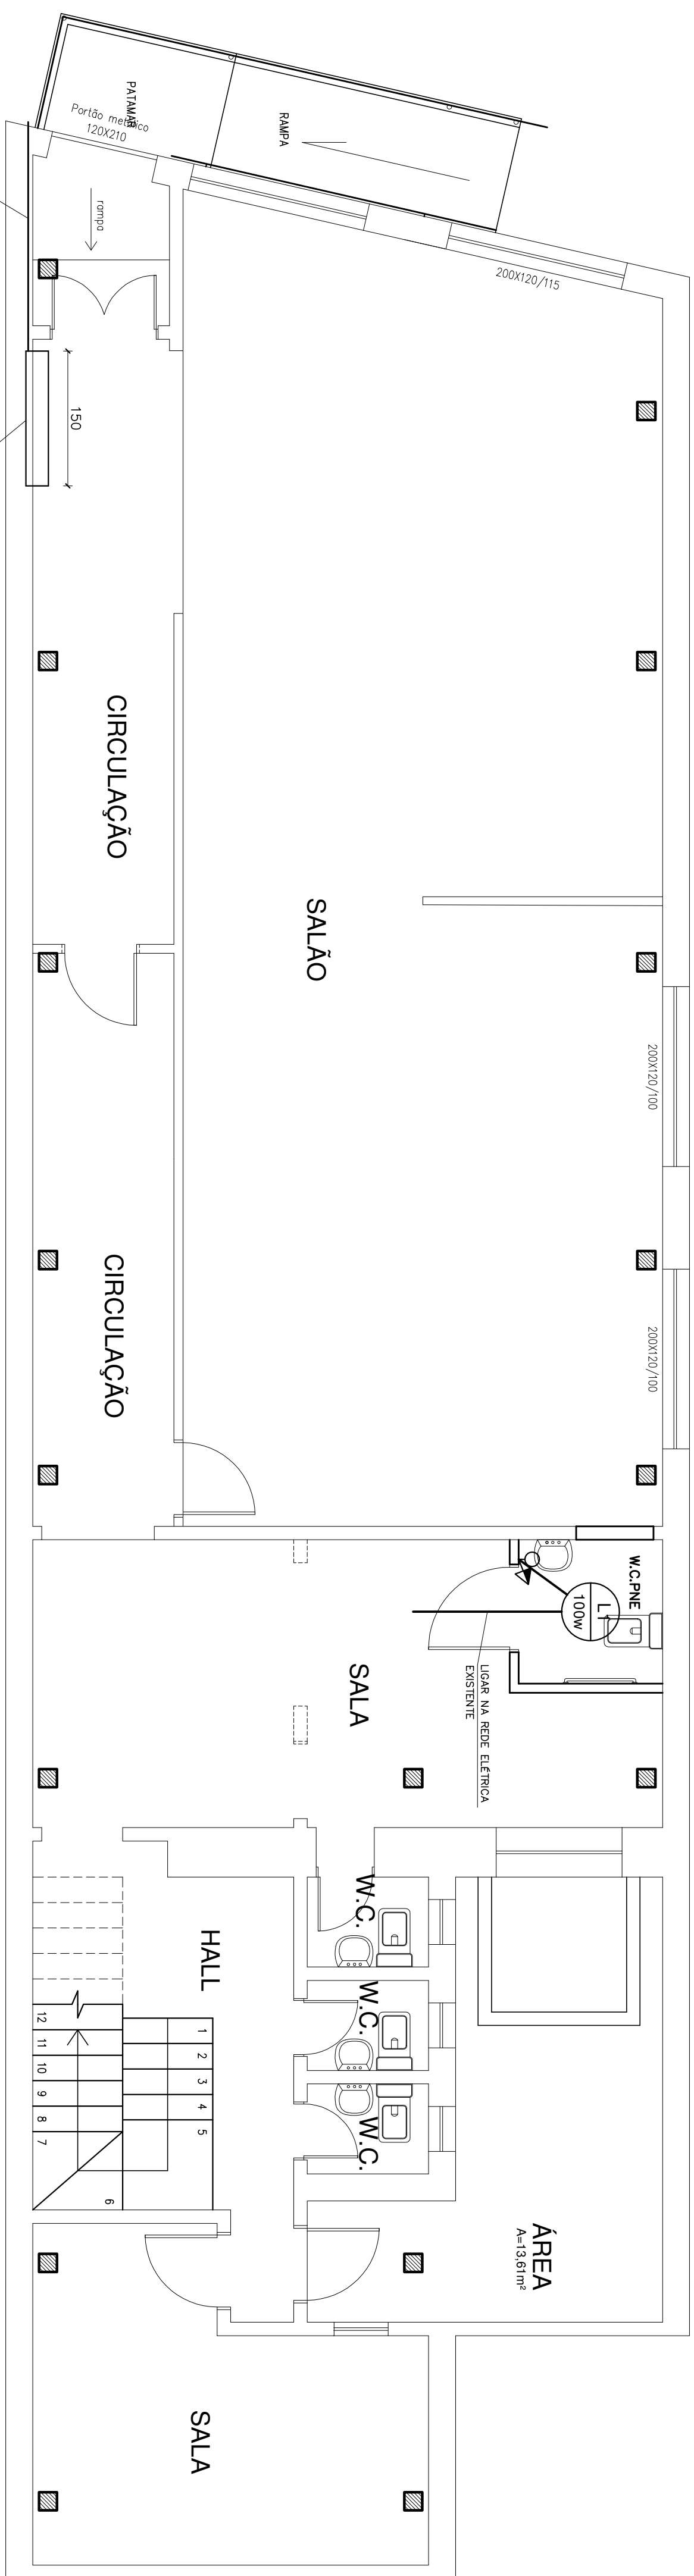 PATAMAR
Portão metálico
120X210
RAMPA
rampa
200X120/115
150
CIRCULAÇÃO
SALÃO
200X120/100
CIRCULAÇÃO
200X120/100
W.C.PNE
L1
100w
LIGAR NA REDE ELÉTRICA
EXISTENTE
SALA
W.C.
HALL
W.C.
W.C.
12
11
10
9
8
7
6
1
2
3
4
5
ÁREA
A=13,61m²
SALA